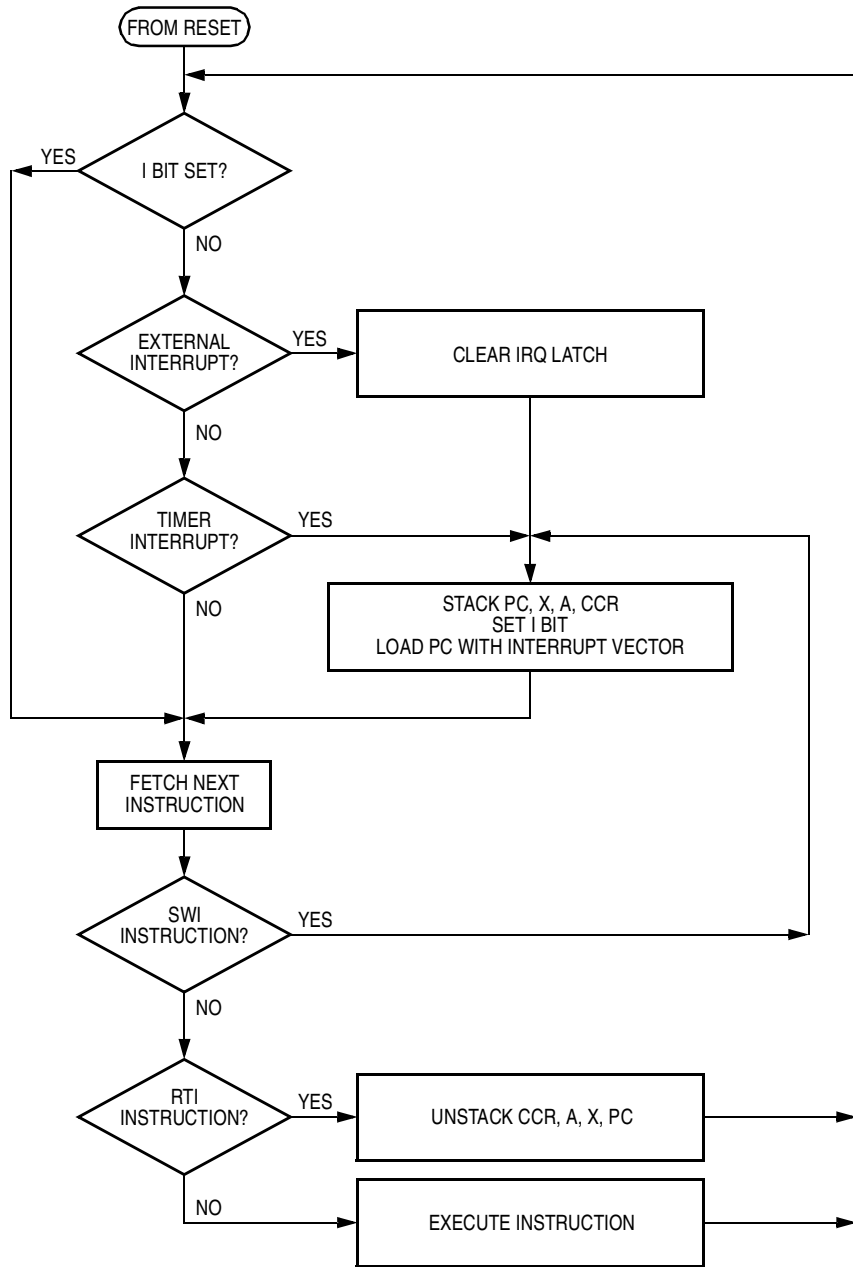 FROM RESET
YES
I BIT SET?
NO
EXTERNAL
INTERRUPT?
YES
CLEAR IRQ LATCH
NO
TIMER
INTERRUPT?
YES
NO
STACK PC, X, A, CCR
SET I BIT
LOAD PC WITH INTERRUPT VECTOR
FETCH NEXT
INSTRUCTION
SWI
INSTRUCTION?
YES
NO
RTI
INSTRUCTION?
YES
UNSTACK CCR, A, X, PC
NO
EXECUTE INSTRUCTION